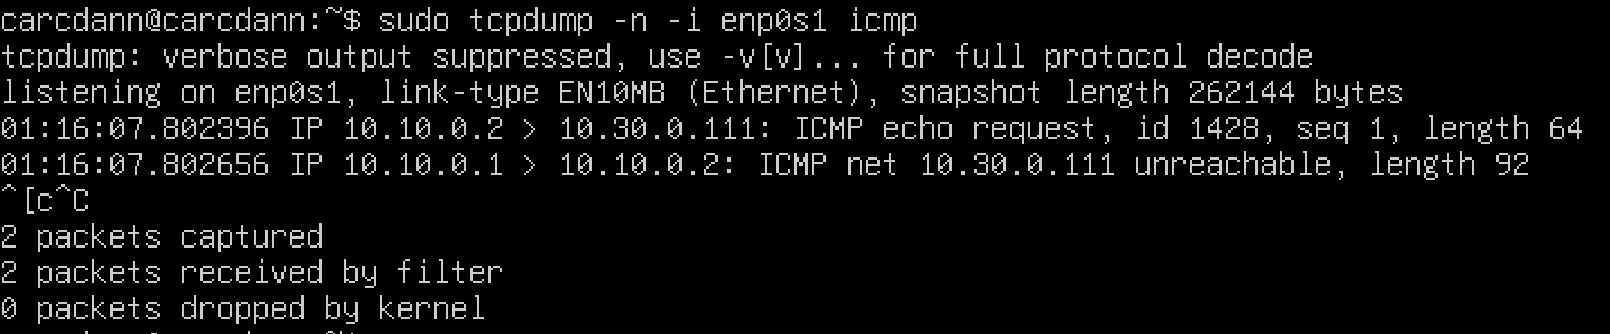 carcdann@carcdann:~$ sudo tcpdump -n -i enp0s1 icmp
tcpdump: verbose output suppressed, use -v[v]... for full protocol decode
listening on enp0s1, link-type EN10MB (Ethernet), snapshot length 262144 bytes
01:16:07.802396 IP 10.10.0.2 > 10.30.0.111: ICMP echo request, id 1428, seq 1, length 64
01:16:07.802656 IP 10.10.0.1 > 10.10.0.2: ICMP net 10.30.0.111 unreachable, length 92
^[c^C
2 packets captured
2 packets received by filter
0 packets dropped by kernel